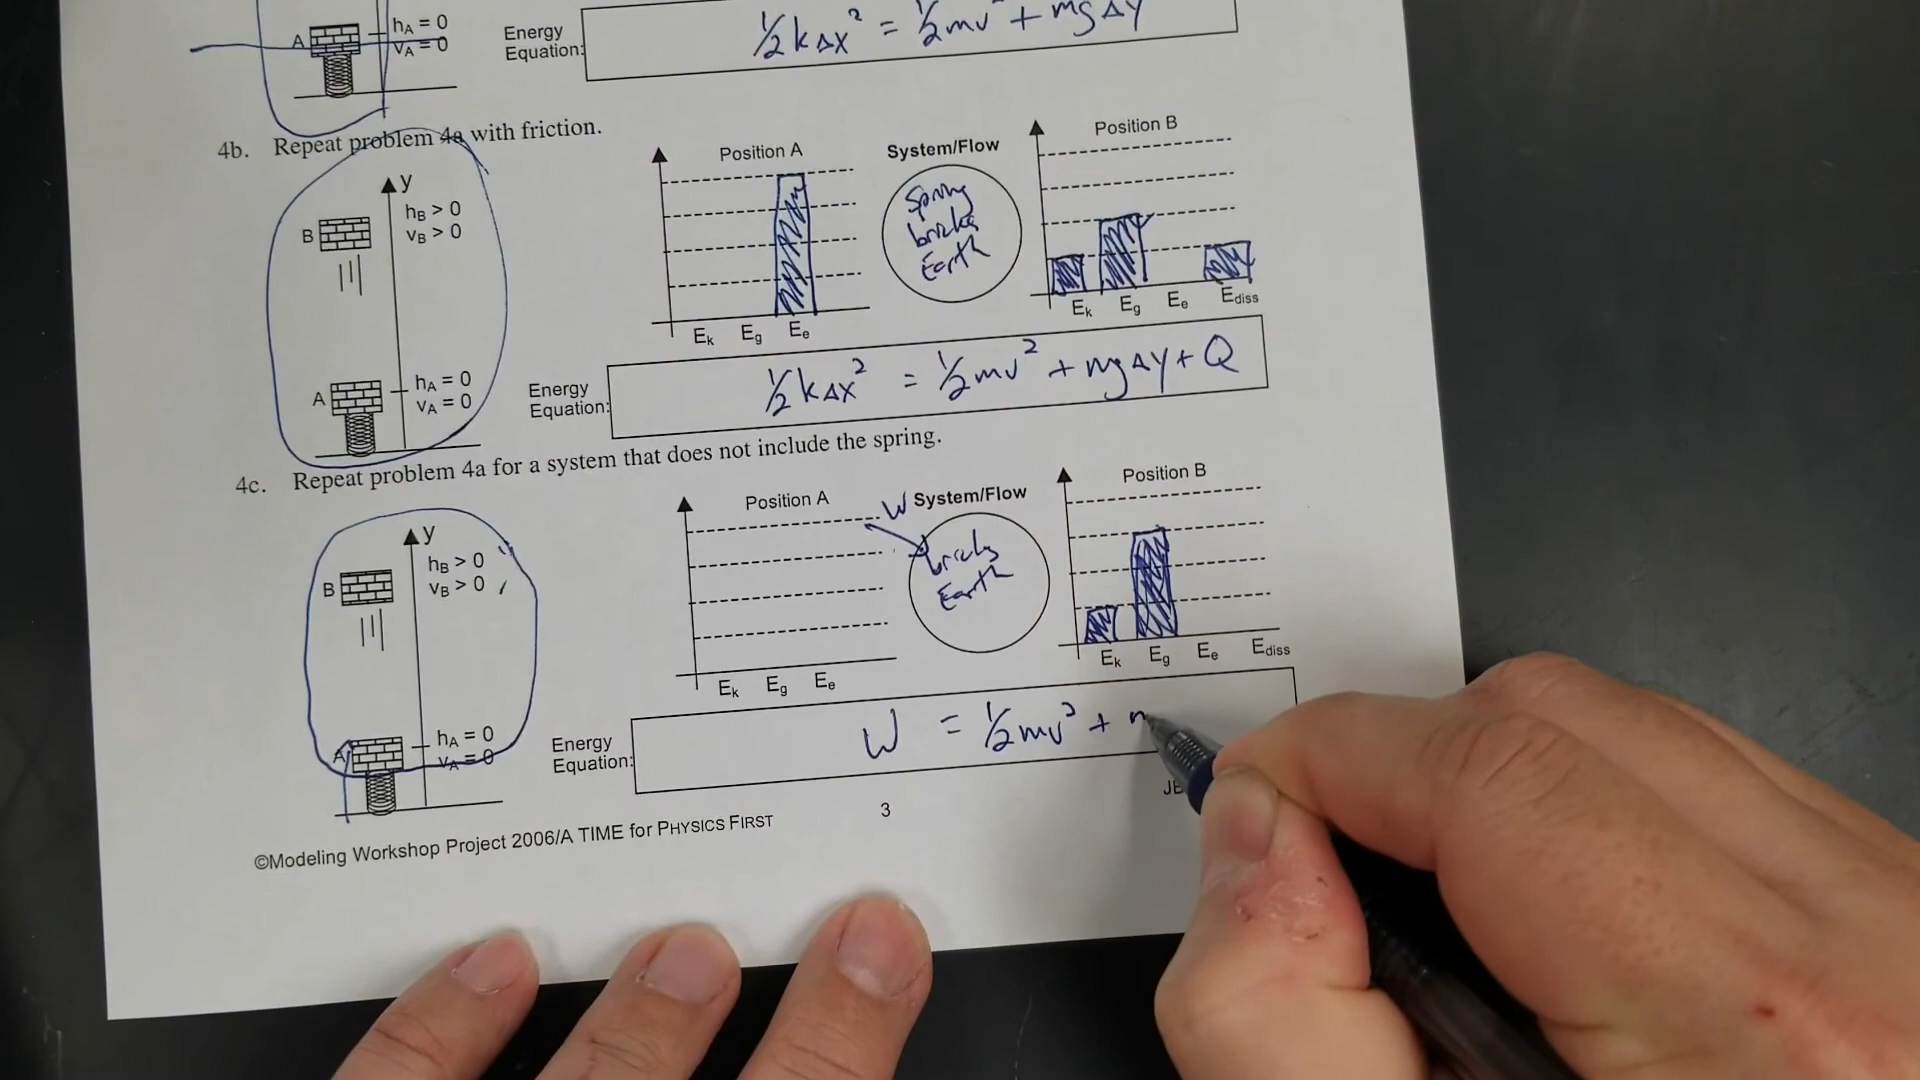 A
hA = 0
vA = 0
Energy
Equation:
½kΔx² = ½mv² + mgΔy
4b. Repeat problem 4a with friction.
y
B
hB > 0
vB > 0
A
hA = 0
vA = 0
Position A
Ek Eg Ee
System/Flow
Spring
bricks
Earth
Position B
Ek Eg Ee Ediss
Energy
Equation:
½kΔx² = ½mv² + mgΔy + Q
4c. Repeat problem 4a for a system that does not include the spring.
y
B
hB > 0
vB > 0
A
hA = 0
vA = 0
Position A
Ek Eg Ee
W
System/Flow
bricks
Earth
Position B
Ek Eg Ee Ediss
Energy
Equation:
W = ½mv² + m
3
©Modeling Workshop Project 2006/A TIME for PHYSICS FIRST